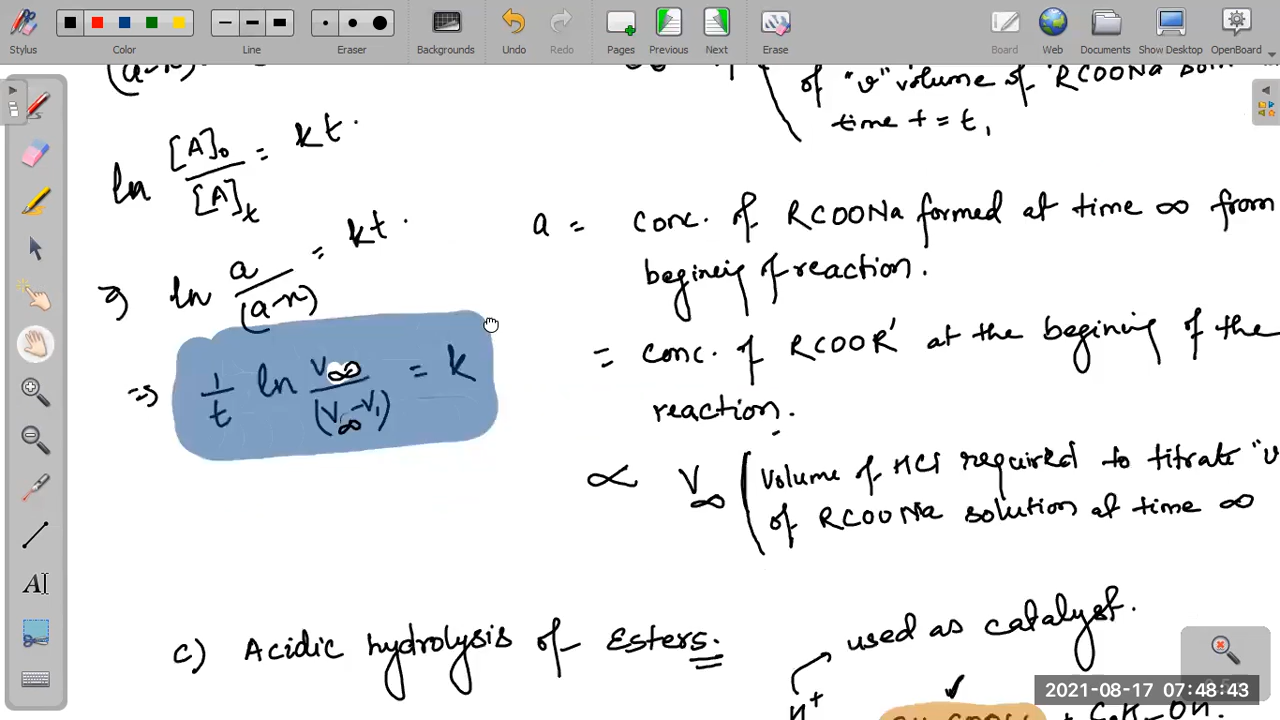 Stylus Color Line Eraser Backgrounds Undo Redo Pages Previous Next Erase Board Web Documents Show Desktop OpenBoard
(a-x)
of "v" volume of RCOONa
time t = t₁
ln [A]₀/[A]t = kt.
⇒ ln a/(a-x) = kt.
⇒ 1/t ln V∞/(V∞-V₁) = k
a = Conc. of RCOONa formed at time ∞ from
begining of reaction.
= conc. of RCOOR' at the begining of the
reaction.
∝ V∞ (Volume of HCl required to titrate "v
of RCOONa solution at time ∞
c) Acidic hydrolysis of Esters.
used as catalyst.
H⁺
2021-08-17 07:48:43